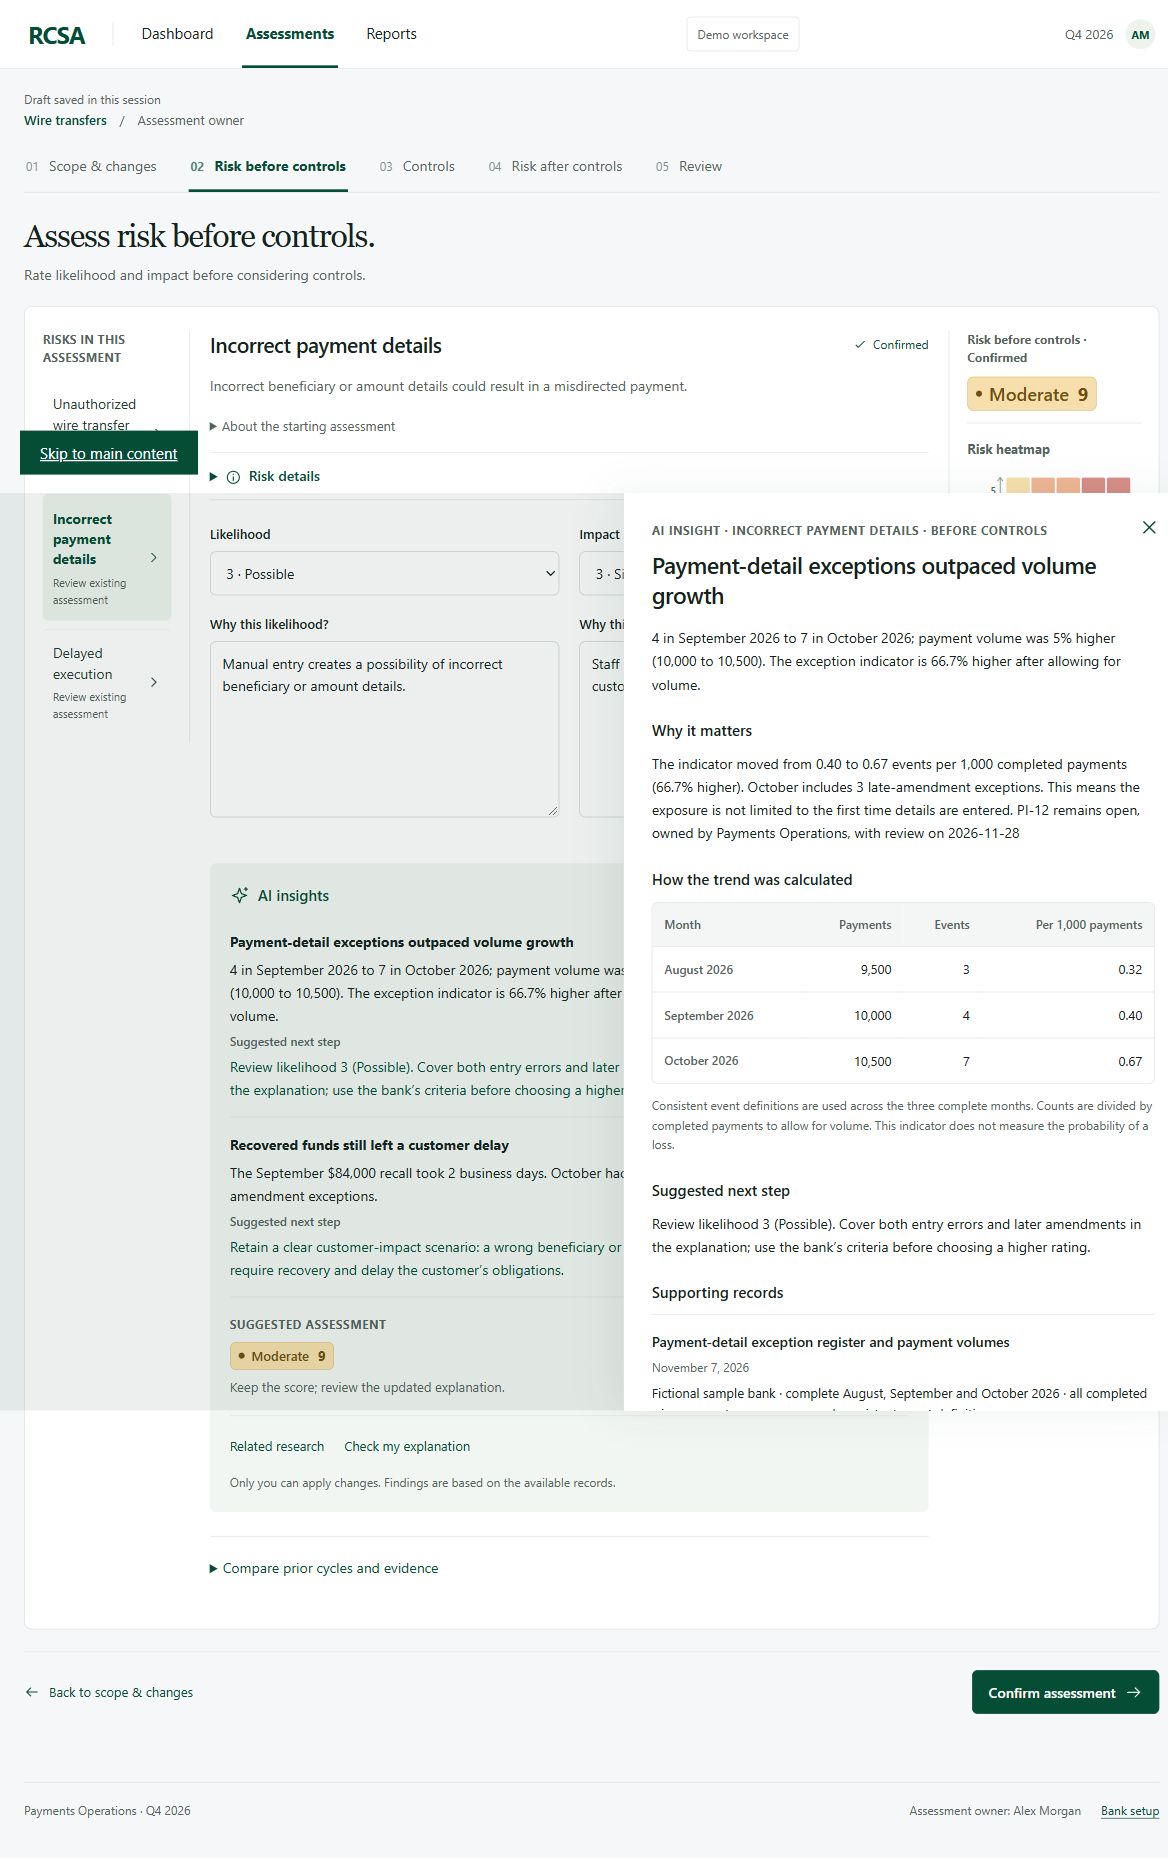 RCSA
Dashboard
Assessments
Reports
Demo workspace
Q4 2026
AM
Draft saved in this session
Wire transfers / Assessment owner
01 Scope & changes
02 Risk before controls
03 Controls
04 Risk after controls
05 Review
Assess risk before controls.
Rate likelihood and impact before considering controls.
RISKS IN THIS
ASSESSMENT
Unauthorized
wire transfer
Skip to main content
Incorrect
payment
details
Review existing
assessment
Delayed
execution
Review existing
assessment
Incorrect payment details
Confirmed
Incorrect beneficiary or amount details could result in a misdirected payment.
About the starting assessment
Risk details
Likelihood
3 · Possible
Why this likelihood?
Manual entry creates a possibility of incorrect
beneficiary or amount details.
Impact
3 · Si
Why thi
Staff
custo
Risk before controls ·
Confirmed
• Moderate 9
Risk heatmap
5
AI insights
Payment-detail exceptions outpaced volume growth
4 in September 2026 to 7 in October 2026; payment volume was
(10,000 to 10,500). The exception indicator is 66.7% higher after
volume.
Suggested next step
Review likelihood 3 (Possible). Cover both entry errors and later
the explanation; use the bank’s criteria before choosing a higher
Recovered funds still left a customer delay
The September $84,000 recall took 2 business days. October had
amendment exceptions.
Suggested next step
Retain a clear customer-impact scenario: a wrong beneficiary or
require recovery and delay the customer’s obligations.
SUGGESTED ASSESSMENT
• Moderate 9
Keep the score; review the updated explanation.
Related research
Check my explanation
Only you can apply changes. Findings are based on the available records.
Compare prior cycles and evidence
AI INSIGHT · INCORRECT PAYMENT DETAILS · BEFORE CONTROLS
Payment-detail exceptions outpaced volume
growth
4 in September 2026 to 7 in October 2026; payment volume was 5% higher
(10,000 to 10,500). The exception indicator is 66.7% higher after allowing for
volume.
Why it matters
The indicator moved from 0.40 to 0.67 events per 1,000 completed payments
(66.7% higher). October includes 3 late-amendment exceptions. This means the
exposure is not limited to the first time details are entered. PI-12 remains open,
owned by Payments Operations, with review on 2026-11-28
How the trend was calculated
Month Payments Events Per 1,000 payments
August 2026 9,500 3 0.32
September 2026 10,000 4 0.40
October 2026 10,500 7 0.67
Consistent event definitions are used across the three complete months. Counts are divided by
completed payments to allow for volume. This indicator does not measure the probability of a
loss.
Suggested next step
Review likelihood 3 (Possible). Cover both entry errors and later amendments in
the explanation; use the bank’s criteria before choosing a higher rating.
Supporting records
Payment-detail exception register and payment volumes
November 7, 2026
Fictional sample bank · complete August, September and October 2026 · all completed
Back to scope & changes
Confirm assessment
Payments Operations · Q4 2026
Assessment owner: Alex Morgan
Bank setup